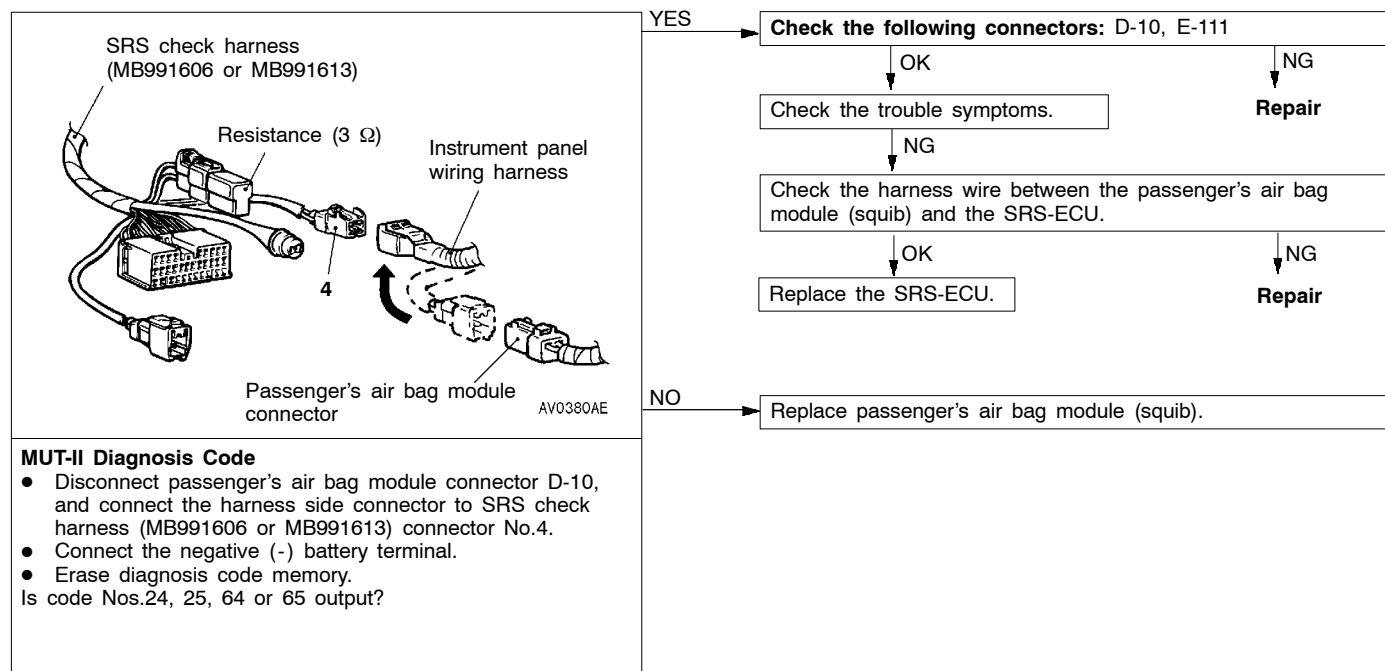 SRS check harness
(MB991606 or MB991613)
Resistance (3 Ω)
Instrument panel
wiring harness
4
Passenger's air bag module
connector
AV0380AE
MUT-II Diagnosis Code
● Disconnect passenger's air bag module connector D-10,
and connect the harness side connector to SRS check
harness (MB991606 or MB991613) connector No.4.
● Connect the negative (-) battery terminal.
● Erase diagnosis code memory.
Is code Nos.24, 25, 64 or 65 output?
YES
Check the following connectors: D-10, E-111
OK
NG
Check the trouble symptoms.
Repair
NG
Check the harness wire between the passenger's air bag
module (squib) and the SRS-ECU.
OK
NG
Replace the SRS-ECU.
Repair
NO
Replace passenger's air bag module (squib).